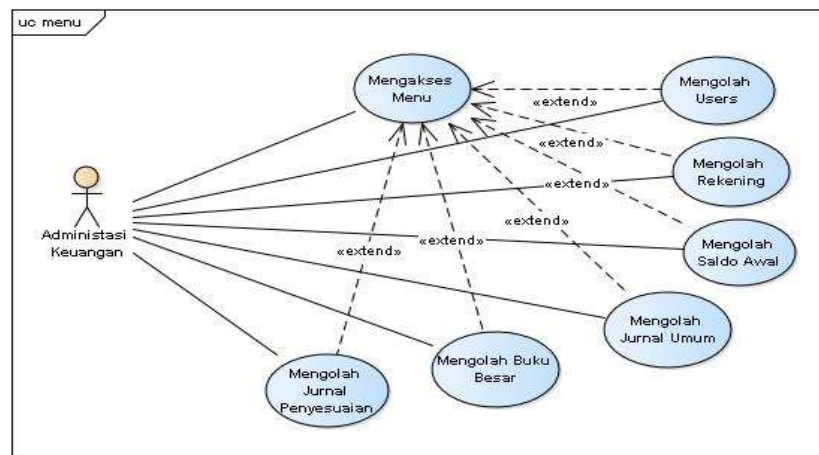 uc menu
Mengakses
Menu
Mengolah
Users
«extend»
«extend»
Mengolah
Rekening
«extend»
Administasi
Keuangan
«extend»
«extend»
«extend»
Mengolah
Saldo Awal
Mengolah
Jurnal Umum
Mengolah Buku
Besar
Mengolah
Jurnal
Penyesuaian